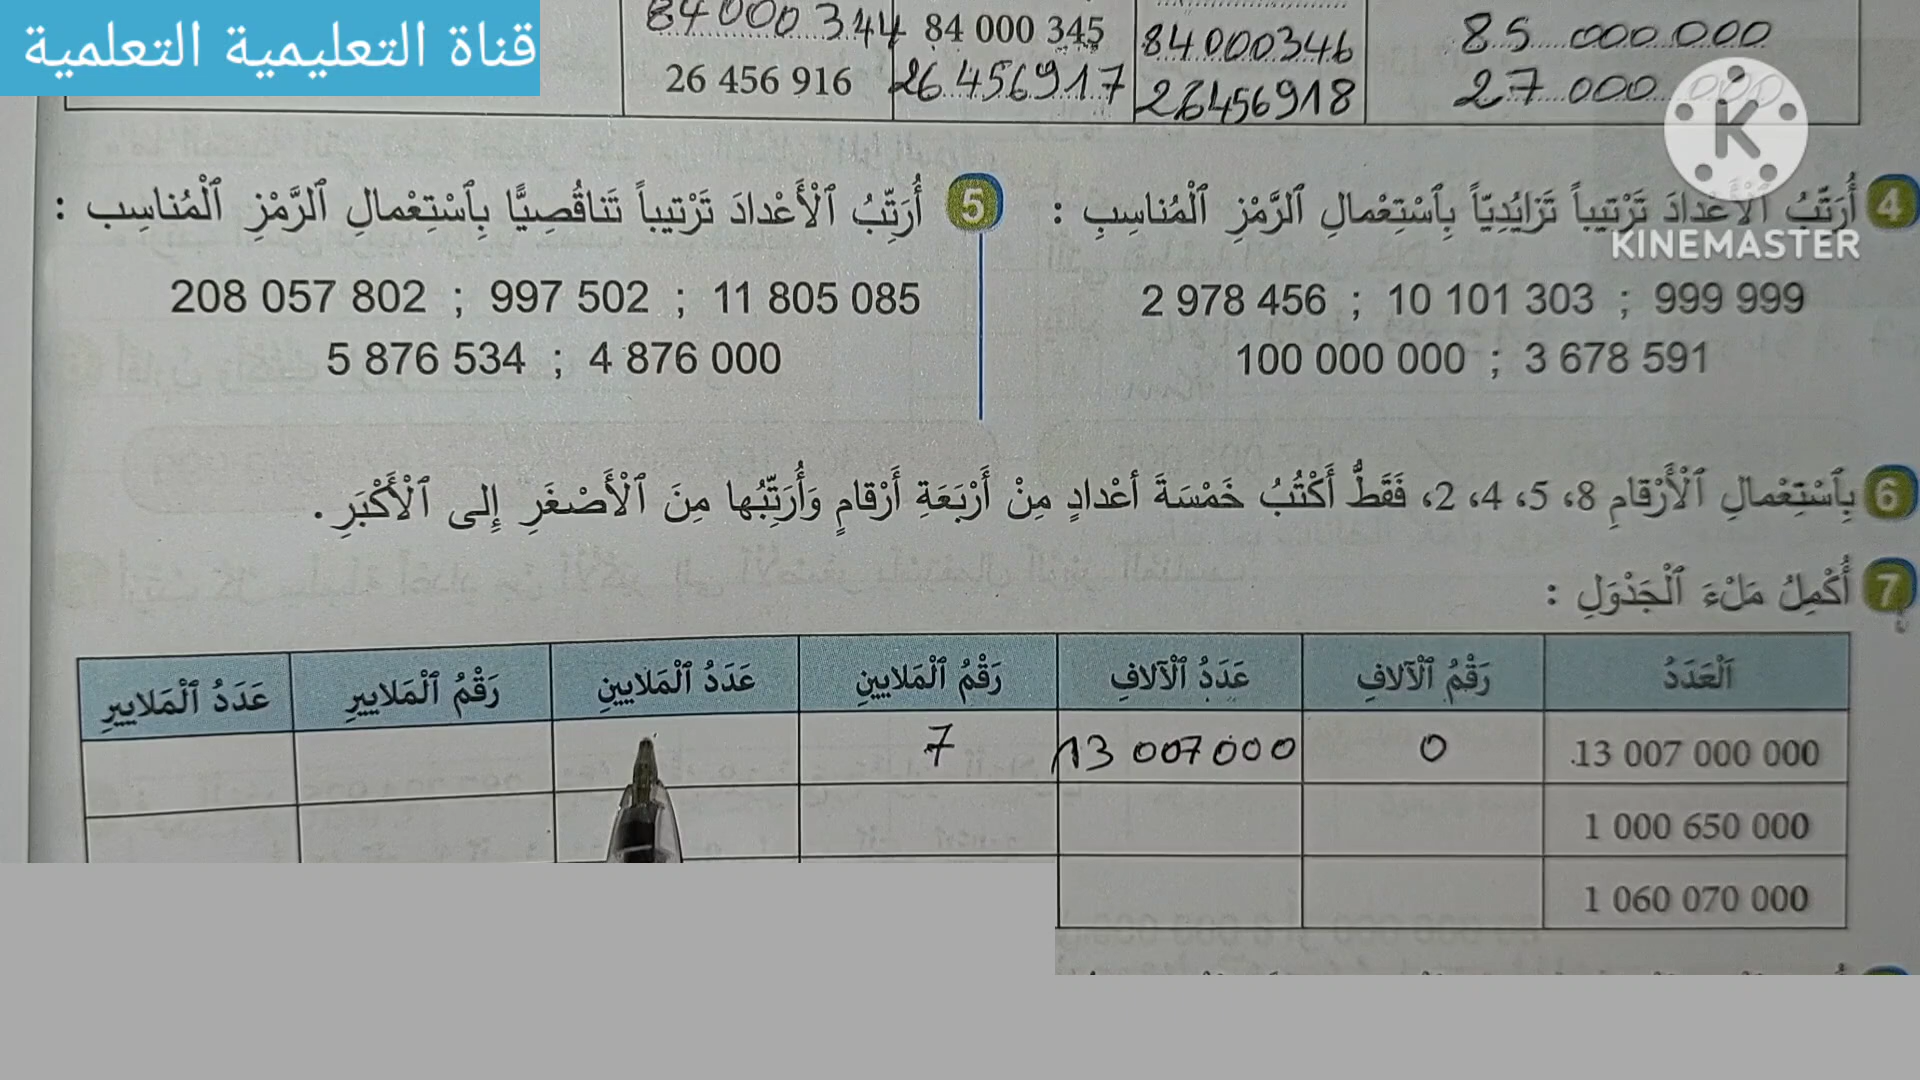 قناة التعليمية التعلمية
84 000 344 84 000 345 84000346 85 000 000
26 456 916 26 456 917 26456918 27 000 000
KINEMASTER
4 أُرَتِّبُ ٱلْأَعْدادَ تَرْتيباً تَزايُدِيّاً بِٱسْتِعْمالِ ٱلرَّمْزِ ٱلْمُناسِبِ :
2 978 456 ; 10 101 303 ; 999 999
100 000 000 ; 3 678 591
5 أُرَتِّبُ ٱلْأَعْدادَ تَرْتيباً تَناقُصِيًّا بِٱسْتِعْمالِ ٱلرَّمْزِ ٱلْمُناسِب :
208 057 802 ; 997 502 ; 11 805 085
5 876 534 ; 4 876 000
6 بِٱسْتِعْمالِ ٱلْأَرْقامِ 8، 5، 4، 2، فَقَطْ أَكْتُبُ خَمْسَةَ أعْدادٍ مِنْ أَرْبَعَةِ أَرْقامٍ وَأُرَتِّبُها مِنَ ٱلْأَصْغَرِ إِلى ٱلْأَكْبَرِ.
7 أُكْمِلُ مَلْءَ ٱلْجَدْوَلِ :
اَلْعَدَدُ رَقْمُ ٱلْآلافِ عَدَدُ ٱلْآلافِ رَقْمُ ٱلْمَلايينِ عَدَدُ ٱلْمَلايينِ رَقْمُ ٱلْمَلاييرِ عَدَدُ ٱلْمَلاييرِ
13 007 000 000 0 13 007 000 7
1 000 650 000
1 060 070 000